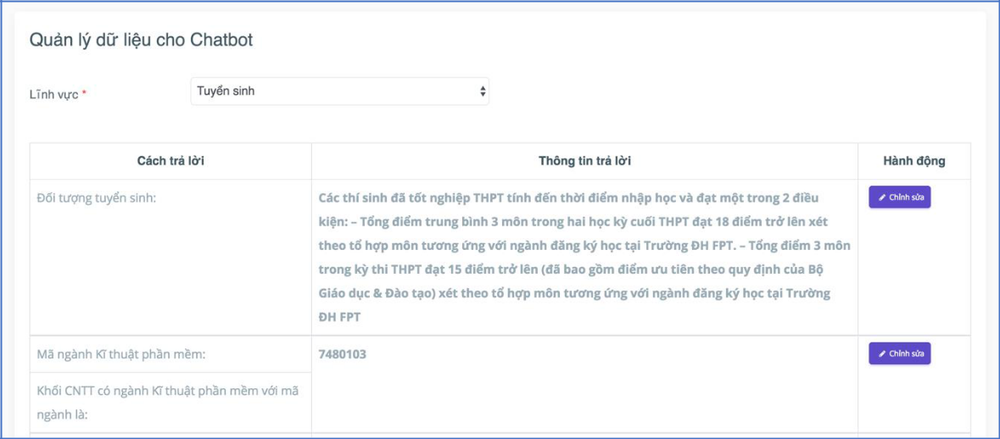 Quản lý dữ liệu cho Chatbot
Lĩnh vực *
Tuyển sinh
Cách trả lời
Thông tin trả lời
Hành động
Đối tượng tuyển sinh:
Các thí sinh đã tốt nghiệp THPT tính đến thời điểm nhập học và đạt một trong 2 điều
kiện: – Tổng điểm trung bình 3 môn trong hai học kỳ cuối THPT đạt 18 điểm trở lên xét
theo tổ hợp môn tương ứng với ngành đăng ký học tại Trường ĐH FPT. – Tổng điểm 3 môn
trong kỳ thi THPT đạt 15 điểm trở lên (đã bao gồm điểm ưu tiên theo quy định của Bộ
Giáo dục & Đào tạo) xét theo tổ hợp môn tương ứng với ngành đăng ký học tại Trường
ĐH FPT
Chỉnh sửa
Mã ngành Kĩ thuật phần mềm:
7480103
Chỉnh sửa
Khối CNTT có ngành Kĩ thuật phần mềm với mã
ngành là: